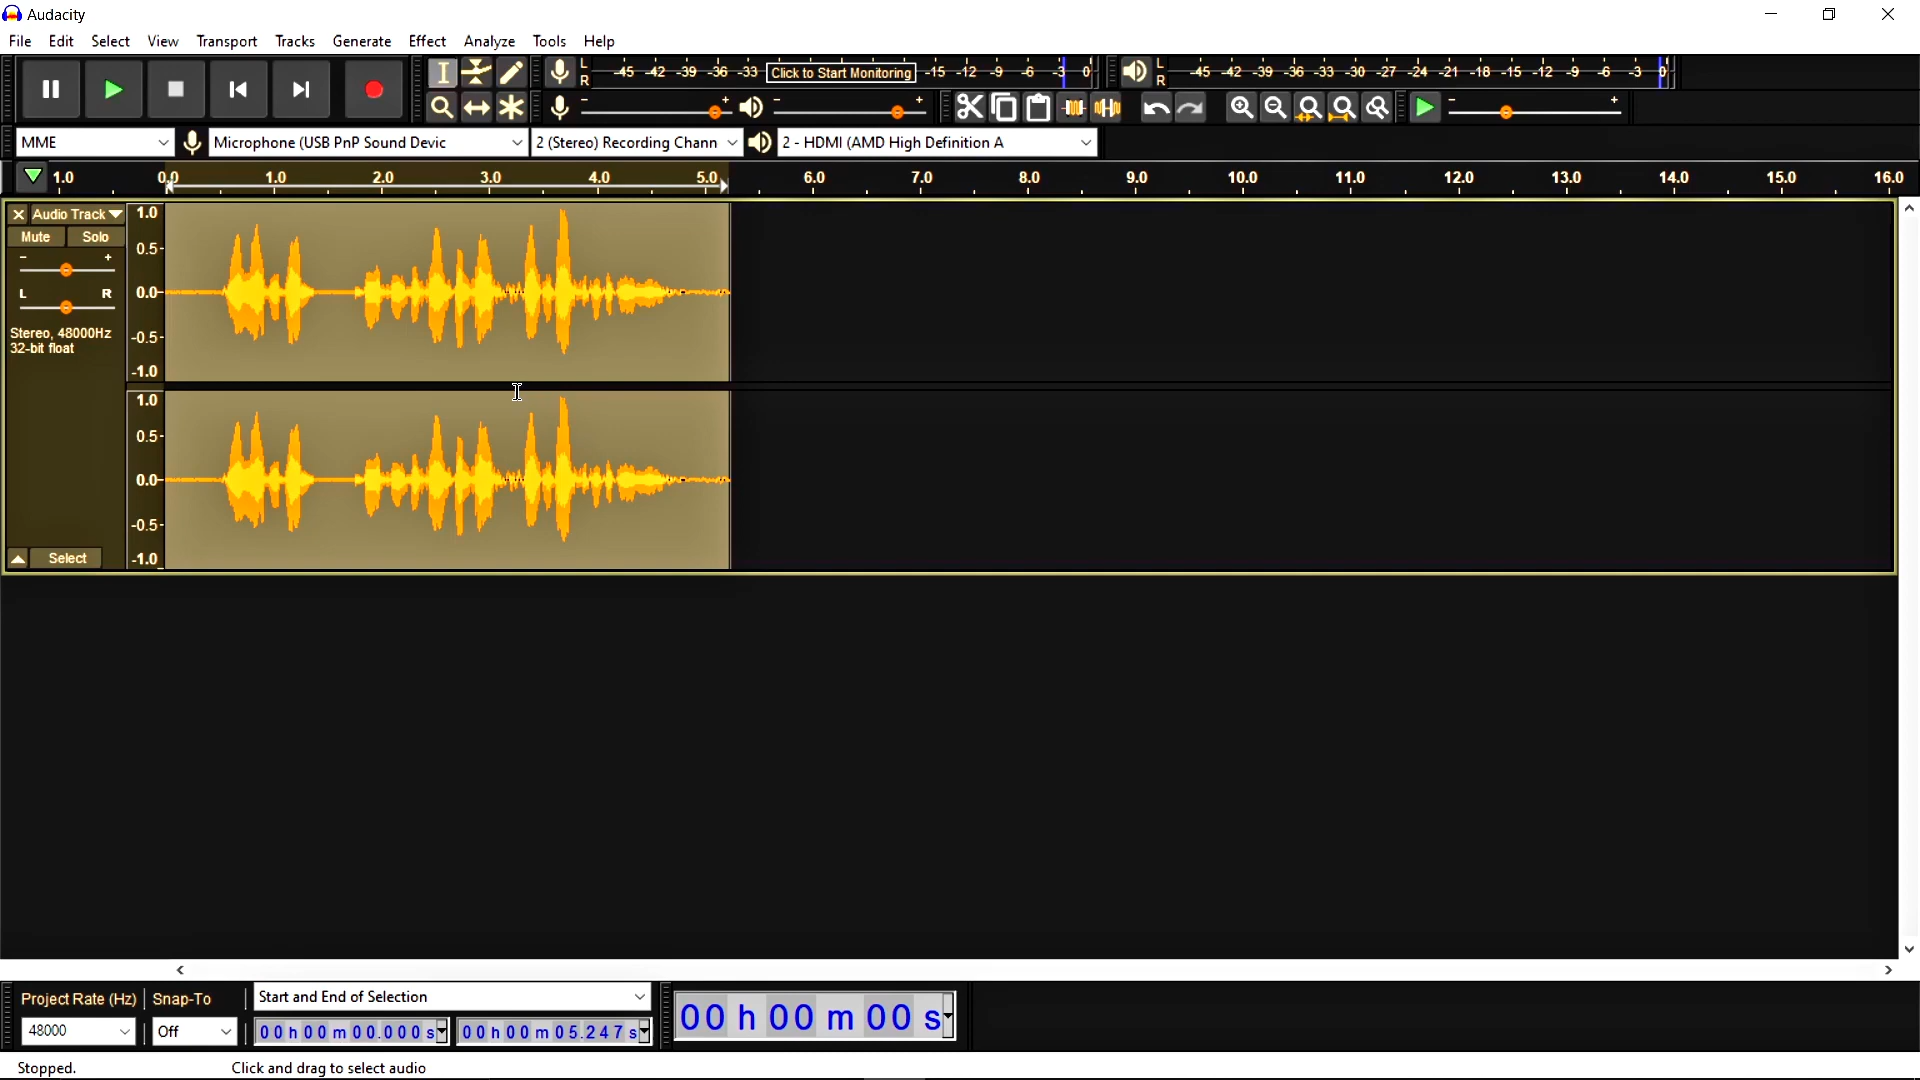 Audacity
File Edit Select View Transport Tracks Generate Effect Analyze Tools Help
L R -45 -42 -39 -36 -33 Click to Start Monitoring -15 -12 -9 -6 -3 0 L R -45 -42 -39 -36 -33 -30 -27 -24 -21 -18 -15 -12 -9 -6 -3 0
- + - + - +
MME Microphone (USB PnP Sound Devic 2 (Stereo) Recording Chann 2 - HDMI (AMD High Definition A
1.0 0.0 1.0 2.0 3.0 4.0 5.0 6.0 7.0 8.0 9.0 10.0 11.0 12.0 13.0 14.0 15.0 16.0
Audio Track 1.0
Mute Solo
0.5-
- +
L R 0.0-
Stereo, 48000Hz -0.5-
32-bit float
-1.0
1.0
0.5-
0.0-
-0.5-
Select -1.0
Project Rate (Hz) Snap-To Start and End of Selection
48000 Off 00 h 00 m 00.000 s 00 h 00 m 05.247 s 00 h 00 m 00 s
Stopped. Click and drag to select audio